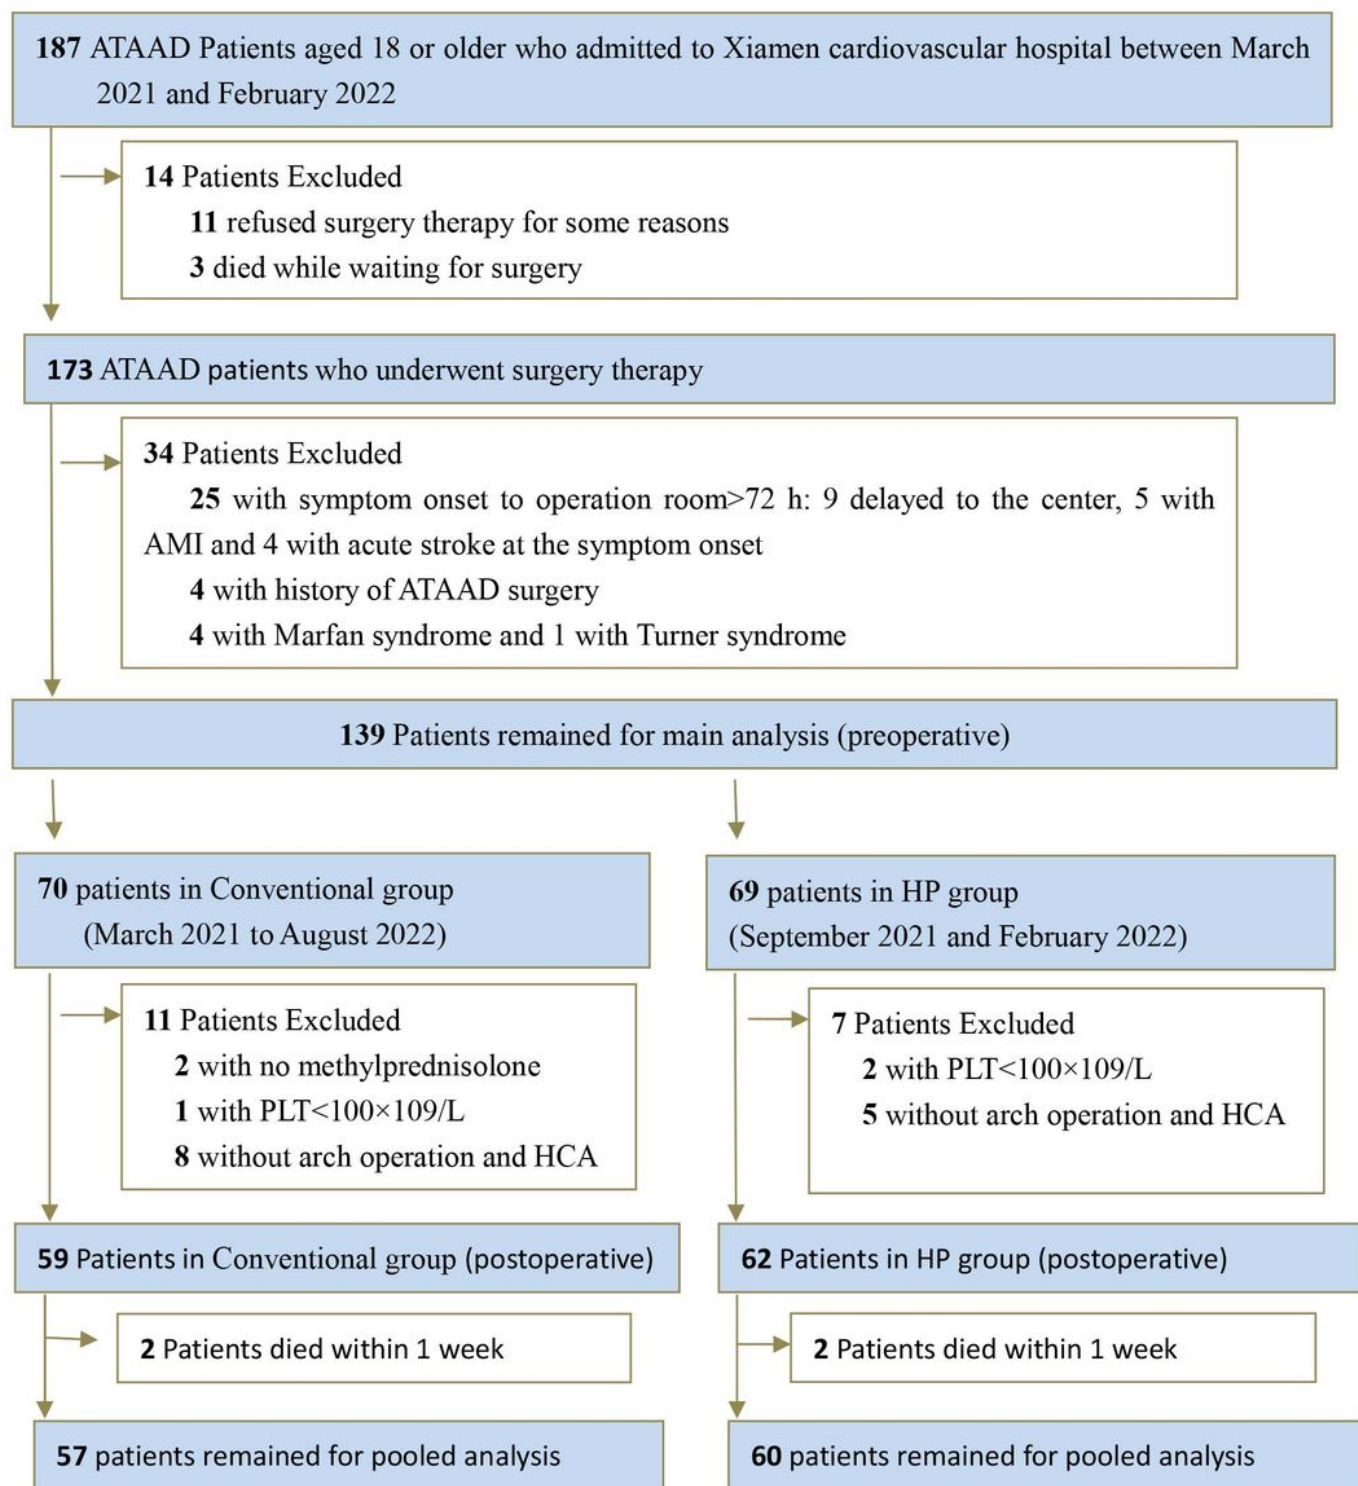 187 ATAAD Patients aged 18 or older who admitted to Xiamen cardiovascular hospital between March
2021 and February 2022
14 Patients Excluded
11 refused surgery therapy for some reasons
3 died while waiting for surgery
173 ATAAD patients who underwent surgery therapy
34 Patients Excluded
25 with symptom onset to operation room>72 h: 9 delayed to the center, 5 with
AMI and 4 with acute stroke at the symptom onset
4 with history of ATAAD surgery
4 with Marfan syndrome and 1 with Turner syndrome
139 Patients remained for main analysis (preoperative)
70 patients in Conventional group
(March 2021 to August 2022)
69 patients in HP group
(September 2021 and February 2022)
11 Patients Excluded
2 with no methylprednisolone
1 with PLT<100×109/L
8 without arch operation and HCA
7 Patients Excluded
2 with PLT<100×109/L
5 without arch operation and HCA
59 Patients in Conventional group (postoperative)
62 Patients in HP group (postoperative)
2 Patients died within 1 week
2 Patients died within 1 week
57 patients remained for pooled analysis
60 patients remained for pooled analysis